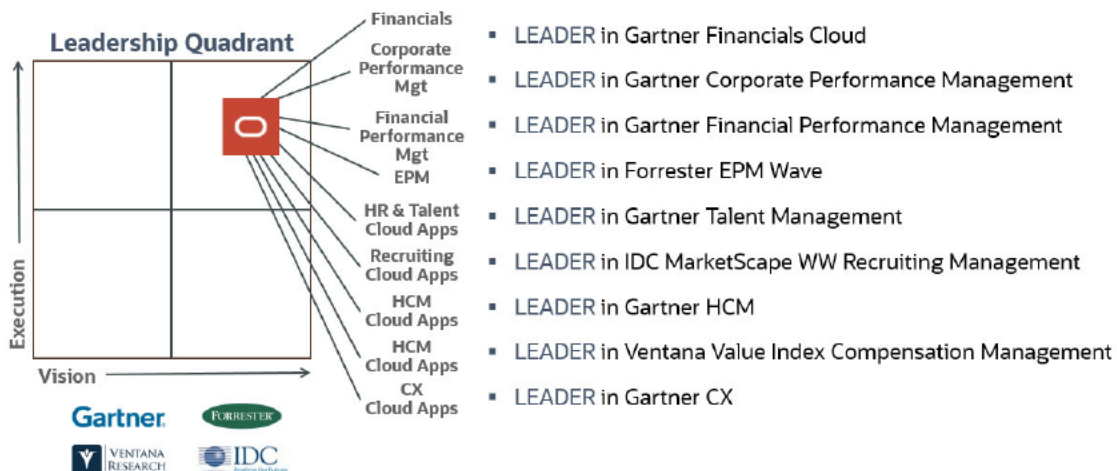 Leadership Quadrant
Execution
Vision
Financials
Corporate
Performance
Mgt
Financial
Performance
Mgt
EPM
HR & Talent
Cloud Apps
Recruiting
Cloud Apps
HCM
Cloud Apps
HCM
Cloud Apps
CX
Cloud Apps
▪ LEADER in Gartner Financials Cloud
▪ LEADER in Gartner Corporate Performance Management
▪ LEADER in Gartner Financial Performance Management
▪ LEADER in Forrester EPM Wave
▪ LEADER in Gartner Talent Management
▪ LEADER in IDC MarketScape WW Recruiting Management
▪ LEADER in Gartner HCM
▪ LEADER in Ventana Value Index Compensation Management
▪ LEADER in Gartner CX
Gartner.
FORRESTER
VENTANA
RESEARCH
IDC